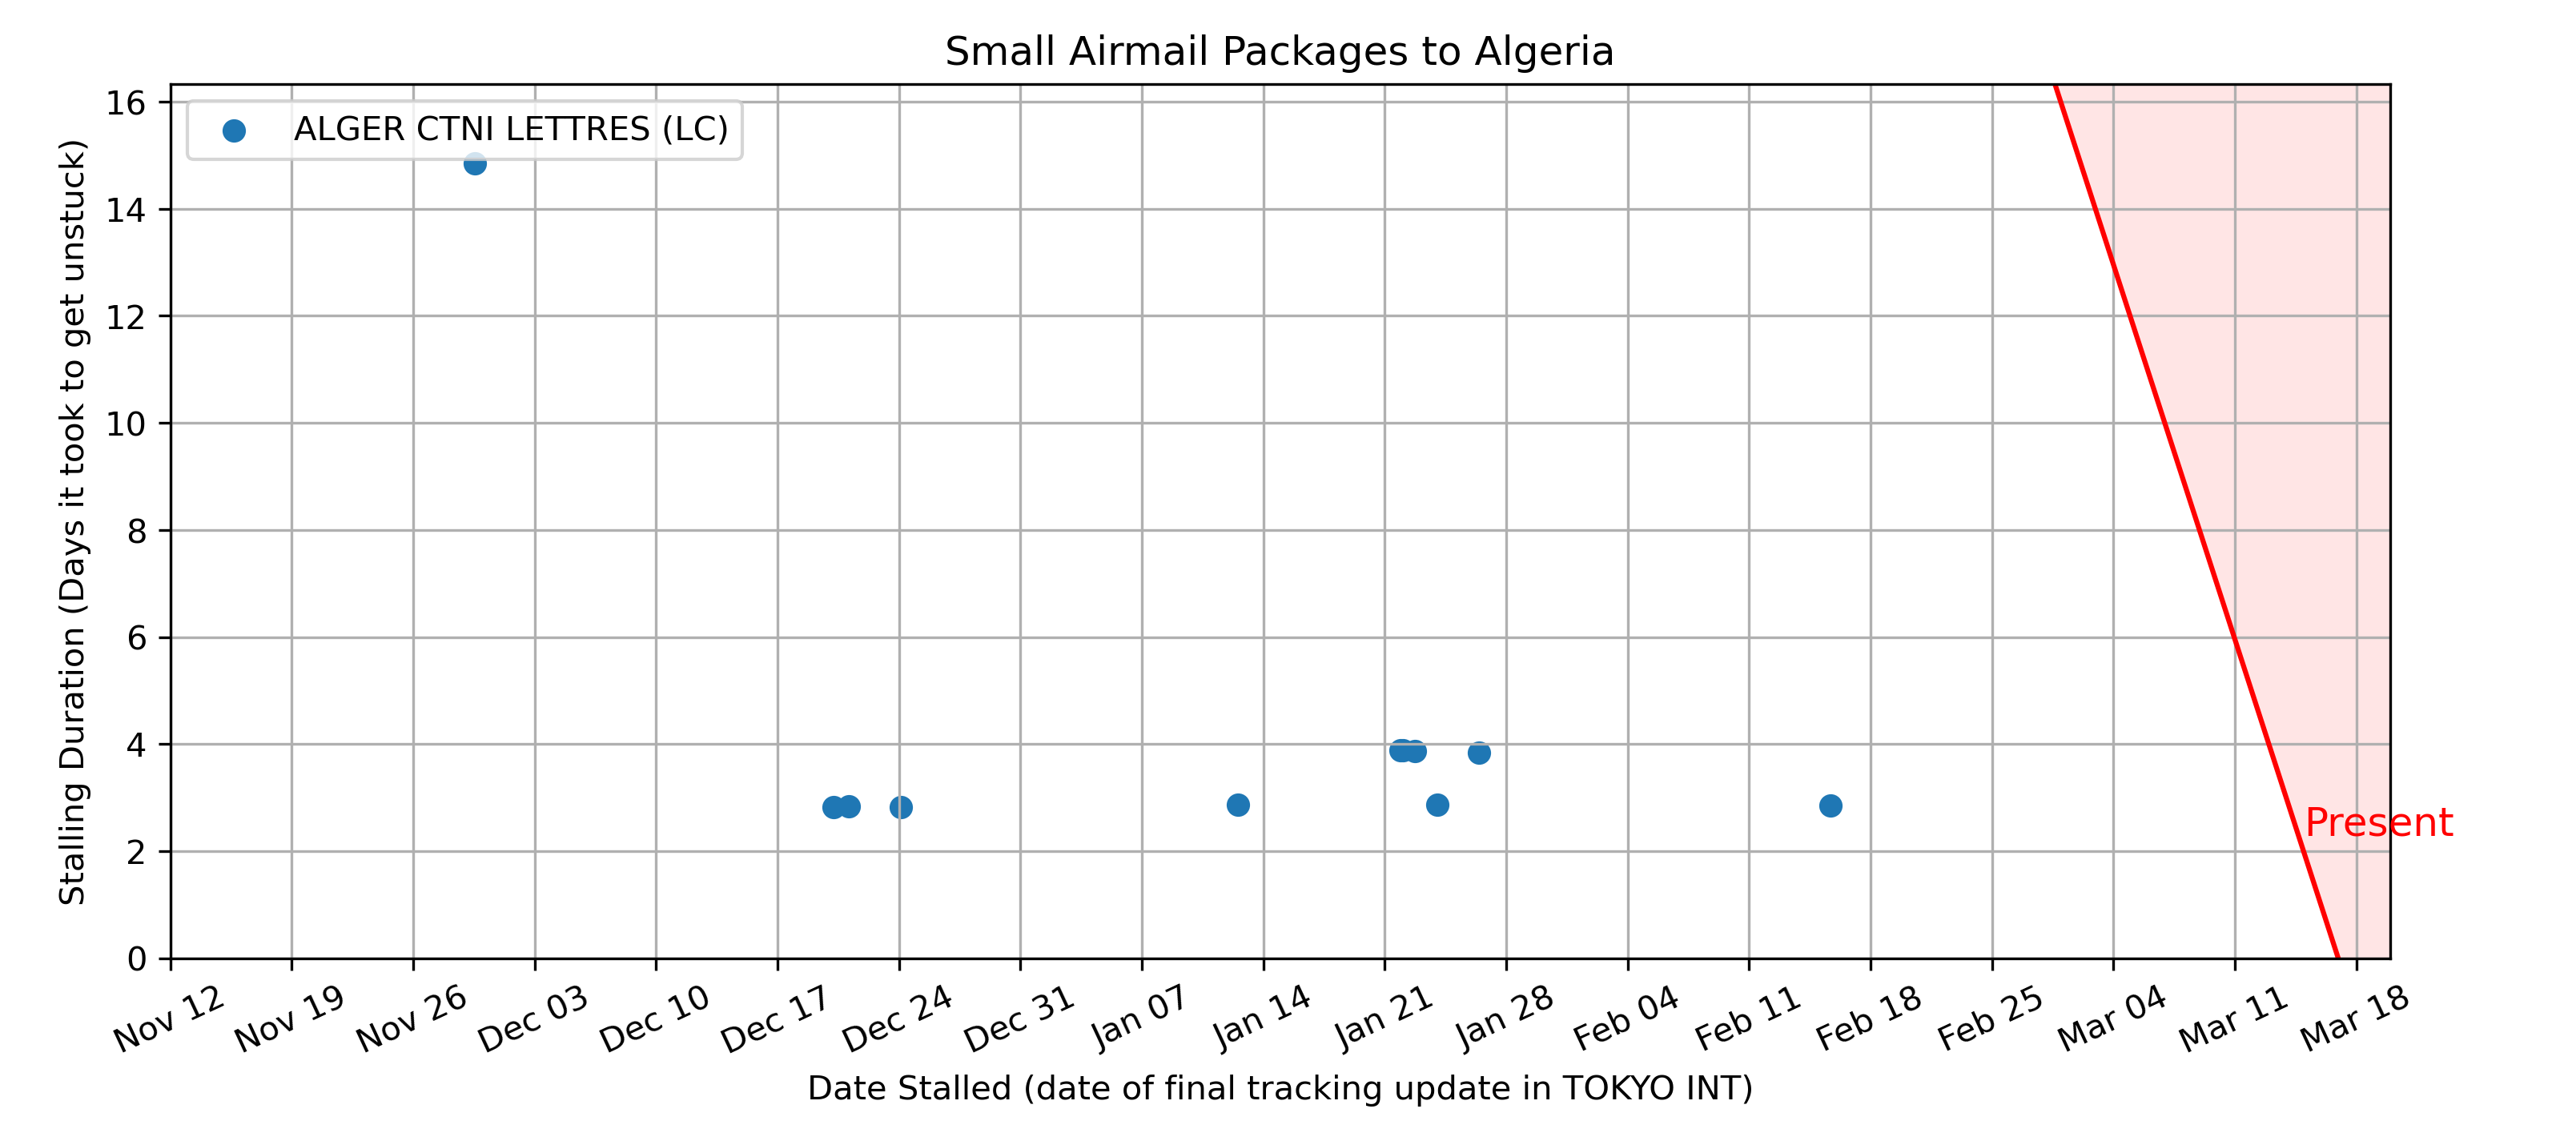 Small Airmail Packages to Algeria
ALGER CTNI LETTRES (LC)
Stalling Duration (Days it took to get unstuck)
16
14
12
10
8
6
4
2
0
Present
Nov 12
Nov 19
Nov 26
Dec 03
Dec 10
Dec 17
Dec 24
Dec 31
Jan 07
Jan 14
Jan 21
Jan 28
Feb 04
Feb 11
Feb 18
Feb 25
Mar 04
Mar 11
Mar 18
Date Stalled (date of final tracking update in TOKYO INT)